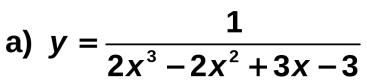 a) y = 1 / (2x³ − 2x² + 3x − 3)